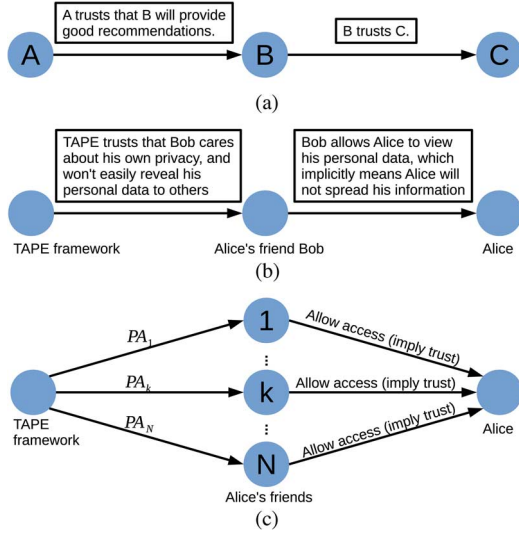 A trusts that B will provide
good recommendations.
B trusts C.
A
B
C
(a)
TAPE trusts that Bob cares
about his own privacy, and
won't easily reveal his
personal data to others
Bob allows Alice to view
his personal data, which
implicitly means Alice will
not spread his information
TAPE framework
Alice's friend Bob
Alice
(b)
PA1
PAk
PAN
1
...
k
...
N
Allow access (imply trust)
Allow access (imply trust)
Allow access (imply trust)
TAPE
framework
Alice's friends
Alice
(c)